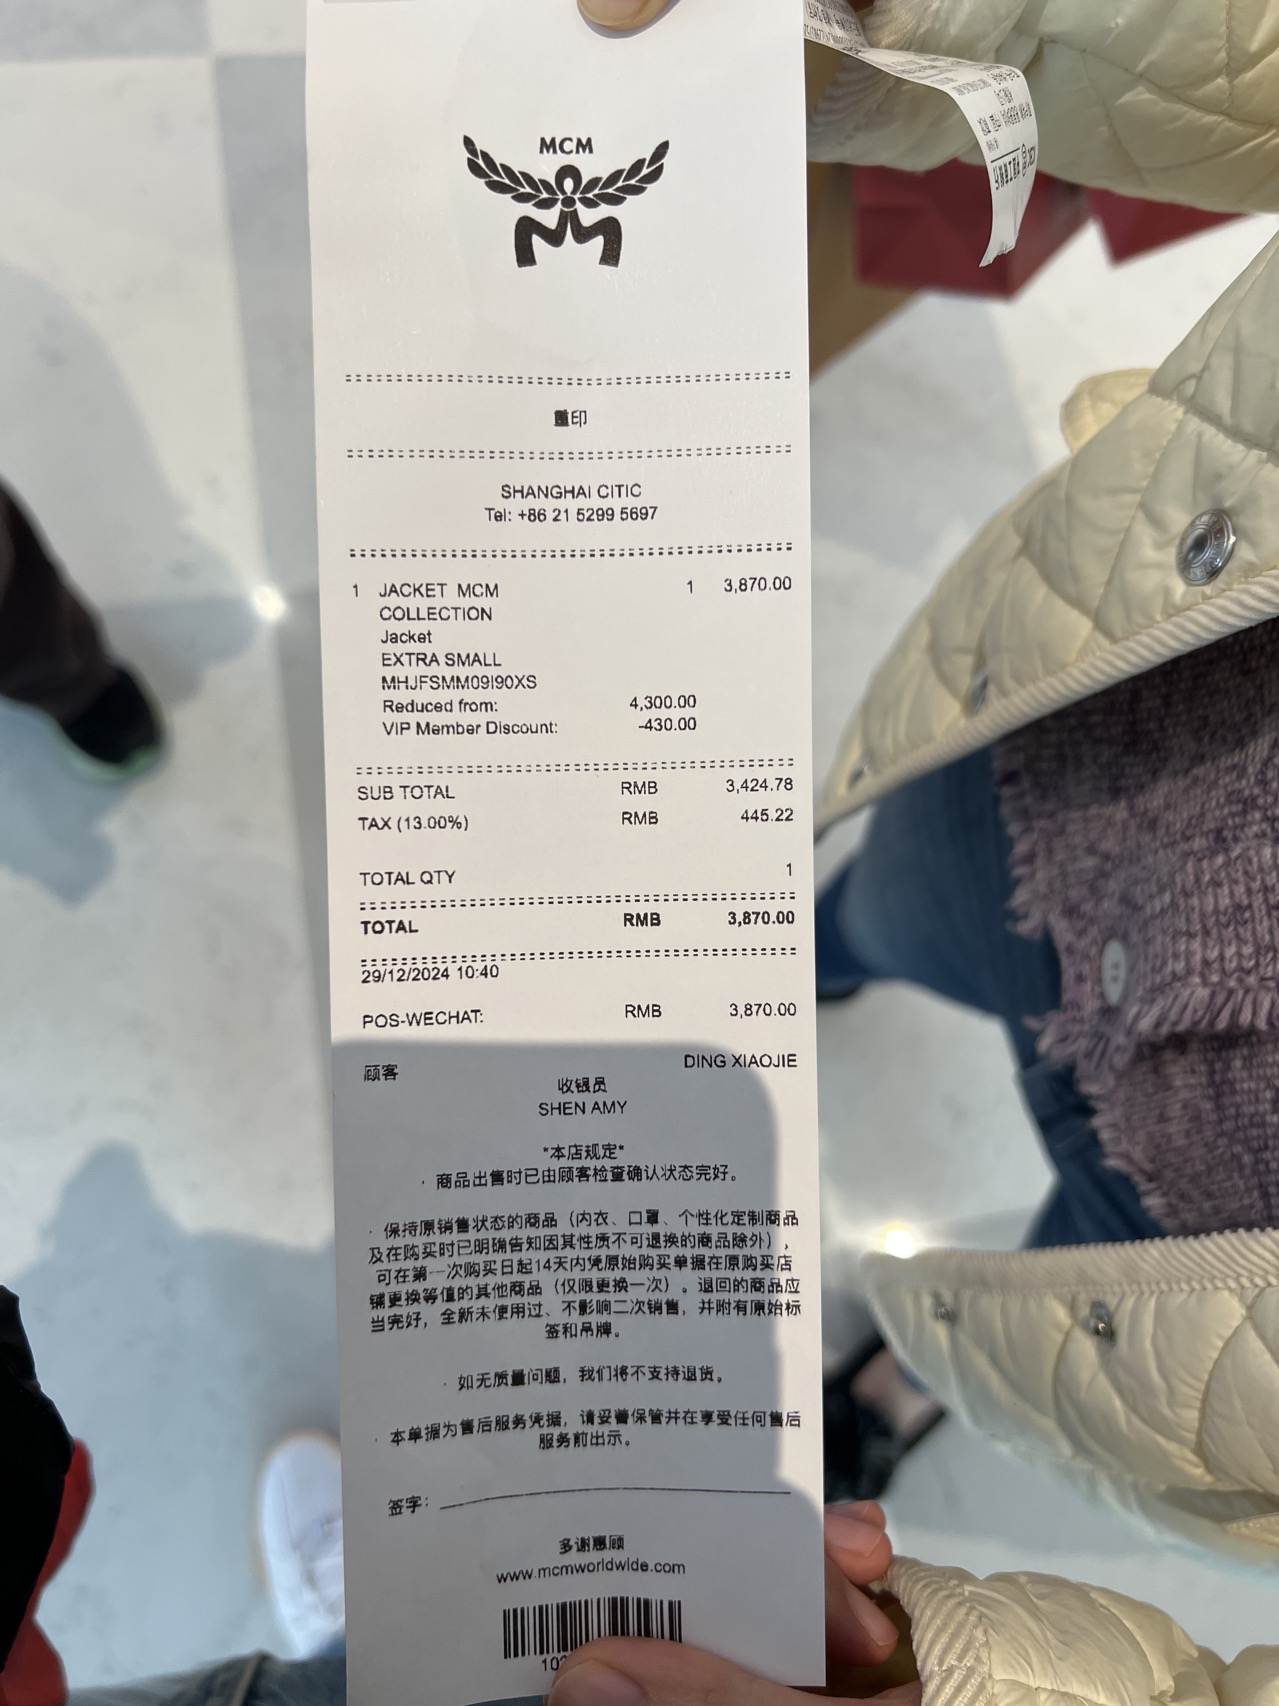 MCM
重印
SHANGHAI CITIC
Tel: +86 21 5299 5697
1 JACKET MCM 1 3,870.00
COLLECTION
Jacket
EXTRA SMALL
MHJFSMM09I90XS
Reduced from: 4,300.00
VIP Member Discount: -430.00
SUB TOTAL RMB 3,424.78
TAX (13.00%) RMB 445.22
TOTAL QTY 1
TOTAL RMB 3,870.00
29/12/2024 10:40
POS-WECHAT: RMB 3,870.00
顾客 DING XIAOJIE
收银员
SHEN AMY
*本店规定*
· 商品出售时已由顾客检查确认状态完好。
· 保持原销售状态的商品（内衣、口罩、个性化定制商品
及在购买时已明确告知因其性质不可退换的商品除外），
可在第一次购买日起14天内凭原始购买单据在原购买店
铺更换等值的其他商品（仅限更换一次）。退回的商品应
当完好，全新未使用过、不影响二次销售，并附有原始标
签和吊牌。
· 如无质量问题，我们将不支持退货。
· 本单据为售后服务凭据，请妥善保管并在享受任何售后
服务前出示。
签字：
多谢惠顾
www.mcmworldwide.com
10